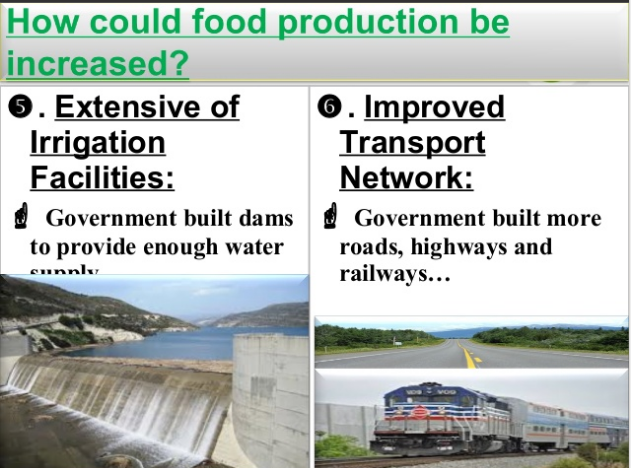 How could food production be
increased?
❺. Extensive of
Irrigation
Facilities:
☝ Government built dams
to provide enough water
supply
❻. Improved
Transport
Network:
☝ Government built more
roads, highways and
railways…